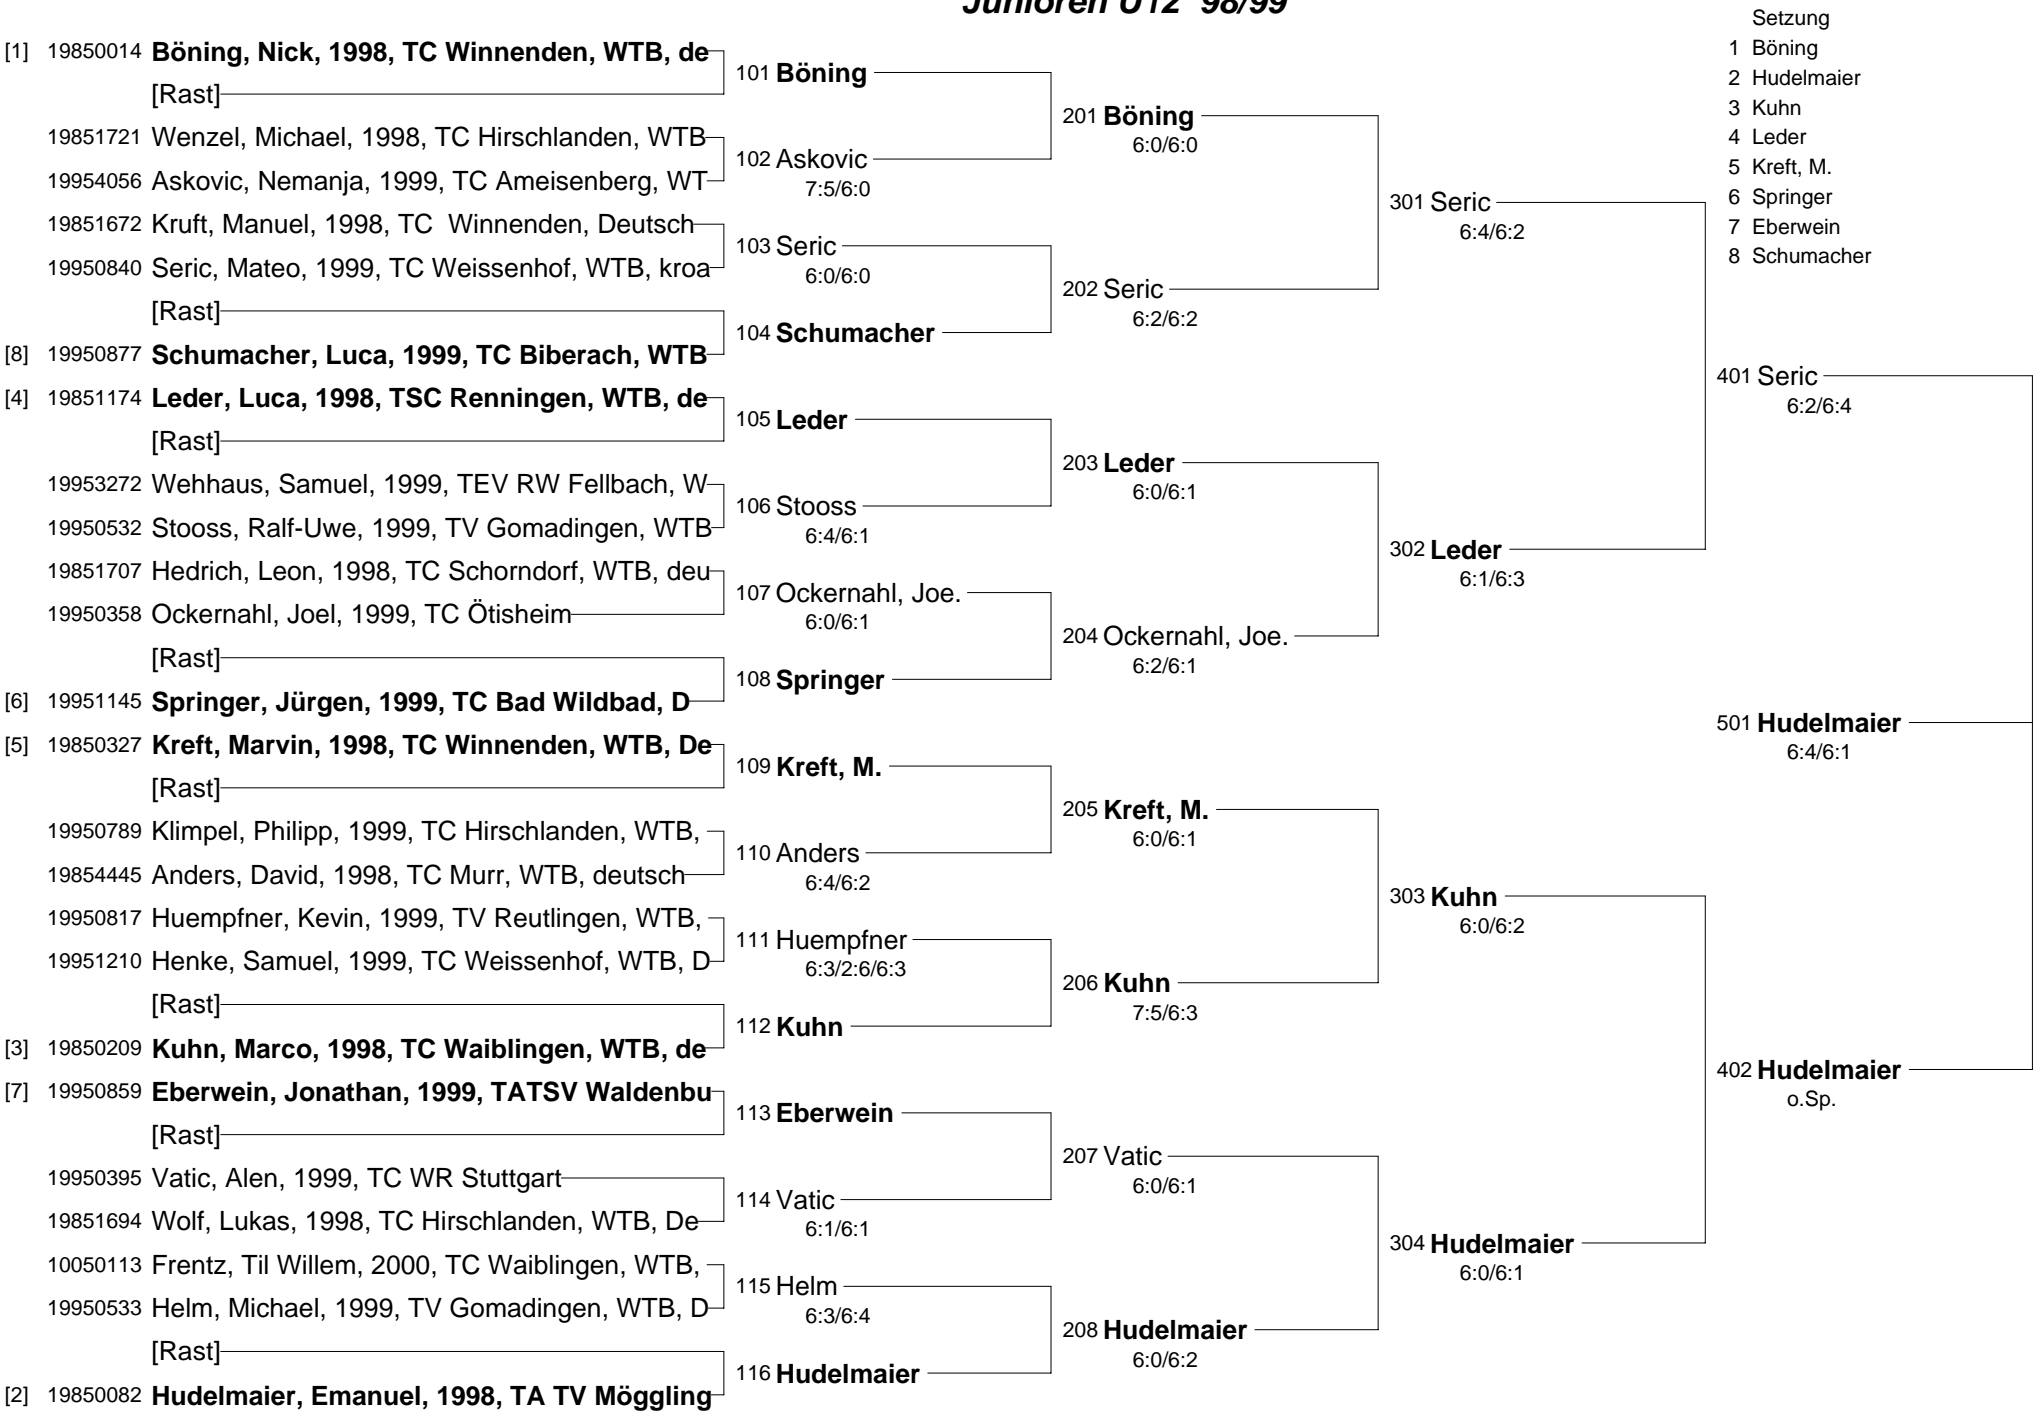 Junioren U12 98/99
[1] 19850014 Böning, Nick, 1998, TC Winnenden, WTB, de
[Rast]
19851721 Wenzel, Michael, 1998, TC Hirschlanden, WTB
19954056 Askovic, Nemanja, 1999, TC Ameisenberg, WT
19851672 Kruft, Manuel, 1998, TC  Winnenden, Deutsch
19950840 Seric, Mateo, 1999, TC Weissenhof, WTB, kroa
[Rast]
[8] 19950877 Schumacher, Luca, 1999, TC Biberach, WTB
[4] 19851174 Leder, Luca, 1998, TSC Renningen, WTB, de
[Rast]
19953272 Wehhaus, Samuel, 1999, TEV RW Fellbach, W
19950532 Stooss, Ralf-Uwe, 1999, TV Gomadingen, WTB
19851707 Hedrich, Leon, 1998, TC Schorndorf, WTB, deu
19950358 Ockernahl, Joel, 1999, TC Ötisheim
[Rast]
[6] 19951145 Springer, Jürgen, 1999, TC Bad Wildbad, D
[5] 19850327 Kreft, Marvin, 1998, TC Winnenden, WTB, De
[Rast]
19950789 Klimpel, Philipp, 1999, TC Hirschlanden, WTB,
19854445 Anders, David, 1998, TC Murr, WTB, deutsch
19950817 Huempfner, Kevin, 1999, TV Reutlingen, WTB,
19951210 Henke, Samuel, 1999, TC Weissenhof, WTB, D
[Rast]
[3] 19850209 Kuhn, Marco, 1998, TC Waiblingen, WTB, de
[7] 19950859 Eberwein, Jonathan, 1999, TATSV Waldenbu
[Rast]
19950395 Vatic, Alen, 1999, TC WR Stuttgart
19851694 Wolf, Lukas, 1998, TC Hirschlanden, WTB, De
10050113 Frentz, Til Willem, 2000, TC Waiblingen, WTB,
19950533 Helm, Michael, 1999, TV Gomadingen, WTB, D
[Rast]
[2] 19850082 Hudelmaier, Emanuel, 1998, TA TV Möggling
101 Böning
102 Askovic
7:5/6:0
103 Seric
6:0/6:0
104 Schumacher
105 Leder
106 Stooss
6:4/6:1
107 Ockernahl, Joe.
6:0/6:1
108 Springer
109 Kreft, M.
110 Anders
6:4/6:2
111 Huempfner
6:3/2:6/6:3
112 Kuhn
113 Eberwein
114 Vatic
6:1/6:1
115 Helm
6:3/6:4
116 Hudelmaier
201 Böning
6:0/6:0
202 Seric
6:2/6:2
203 Leder
6:0/6:1
204 Ockernahl, Joe.
6:2/6:1
205 Kreft, M.
6:0/6:1
206 Kuhn
7:5/6:3
207 Vatic
6:0/6:1
208 Hudelmaier
6:0/6:2
301 Seric
6:4/6:2
302 Leder
6:1/6:3
303 Kuhn
6:0/6:2
304 Hudelmaier
6:0/6:1
Setzung
1 Böning
2 Hudelmaier
3 Kuhn
4 Leder
5 Kreft, M.
6 Springer
7 Eberwein
8 Schumacher
401 Seric
6:2/6:4
501 Hudelmaier
6:4/6:1
402 Hudelmaier
o.Sp.